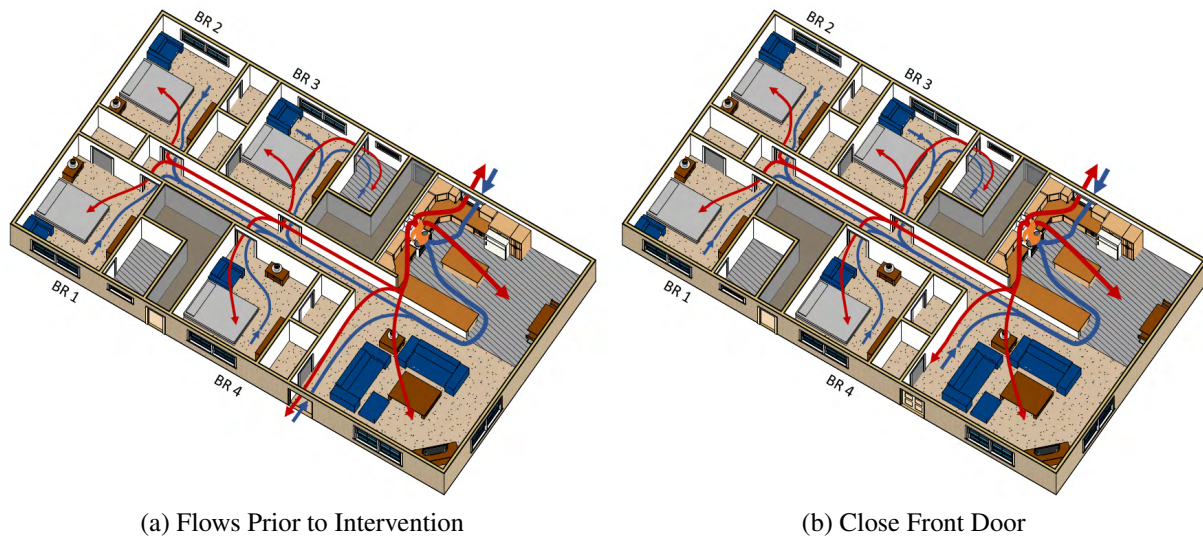 BR 2
BR 3
BR 1
BR 4
BR 2
BR 3
BR 1
BR 4
(a) Flows Prior to Intervention
(b) Close Front Door